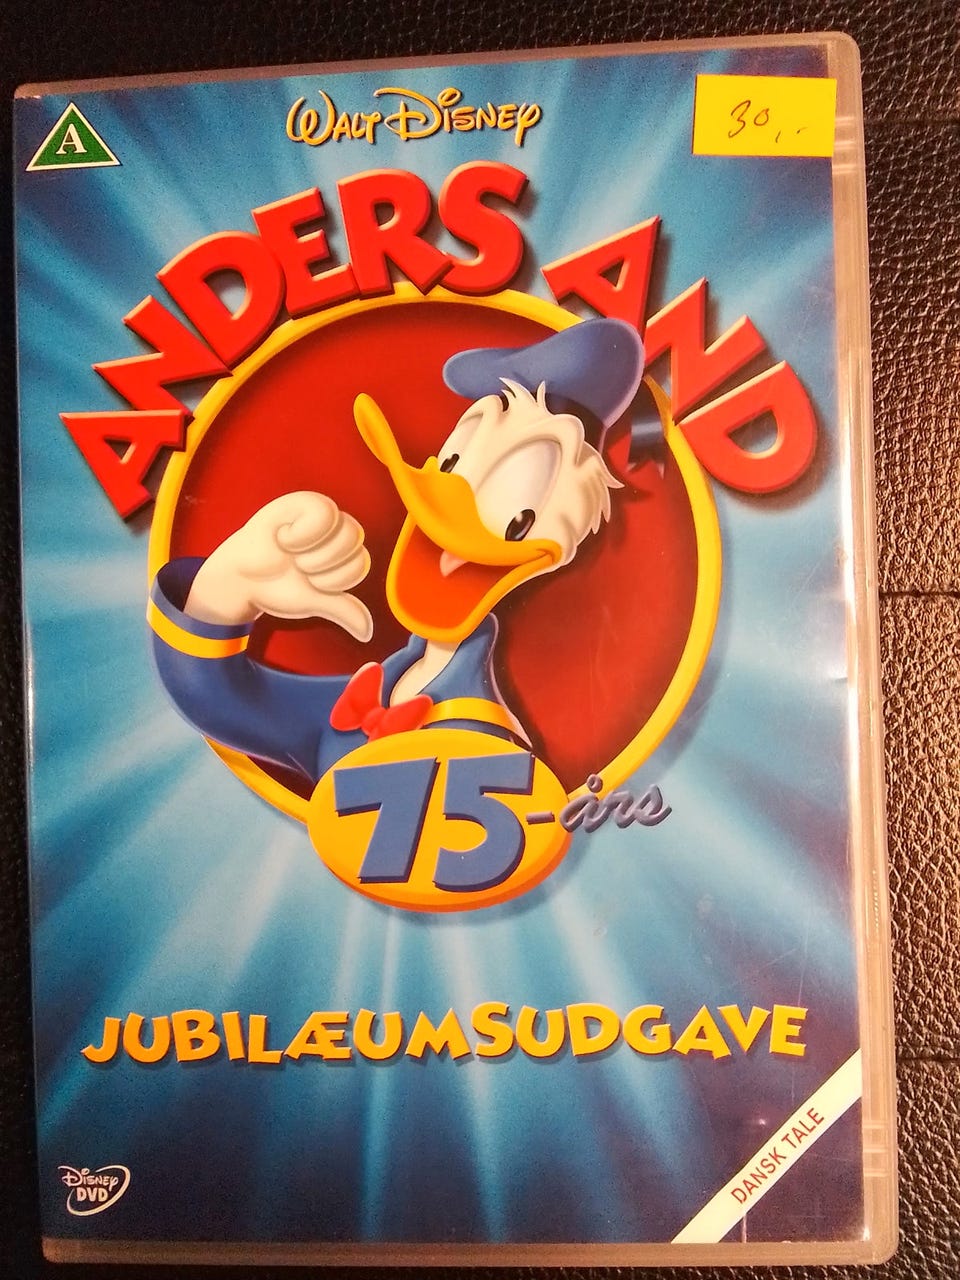 A
WALT DISNEY
30,-
ANDERS AND
75-års
JUBILÆUMSUDGAVE
DANSK TALE
DISNEY
DVD